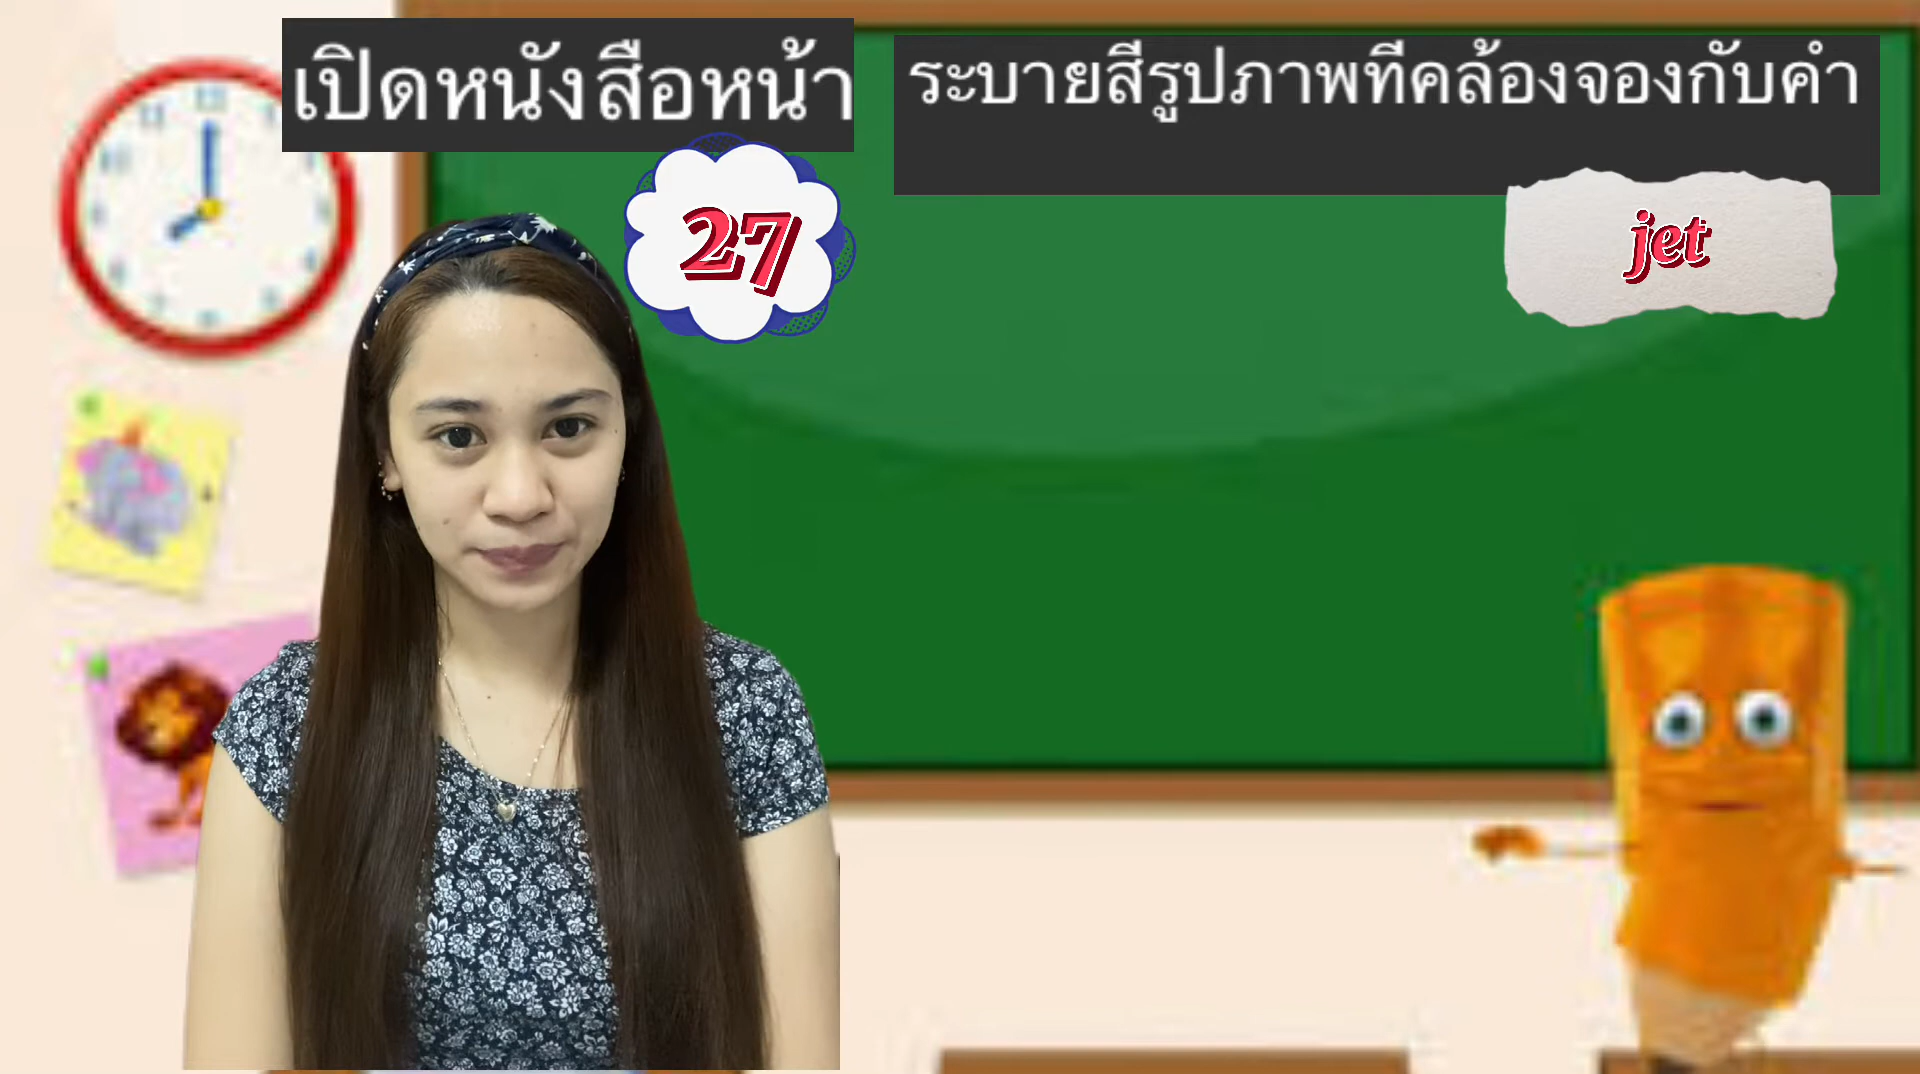 เปิดหนังสือหน้า
27
ระบายสีรูปภาพที่คล้องจองกับคำ
jet